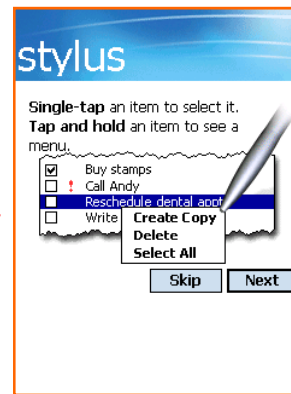 stylus
Single-tap an item to select it.
Tap and hold an item to see a
menu.
Buy stamps
! Call Andy
Reschedule dental appt
Write
Create Copy
Delete
Select All
Skip
Next